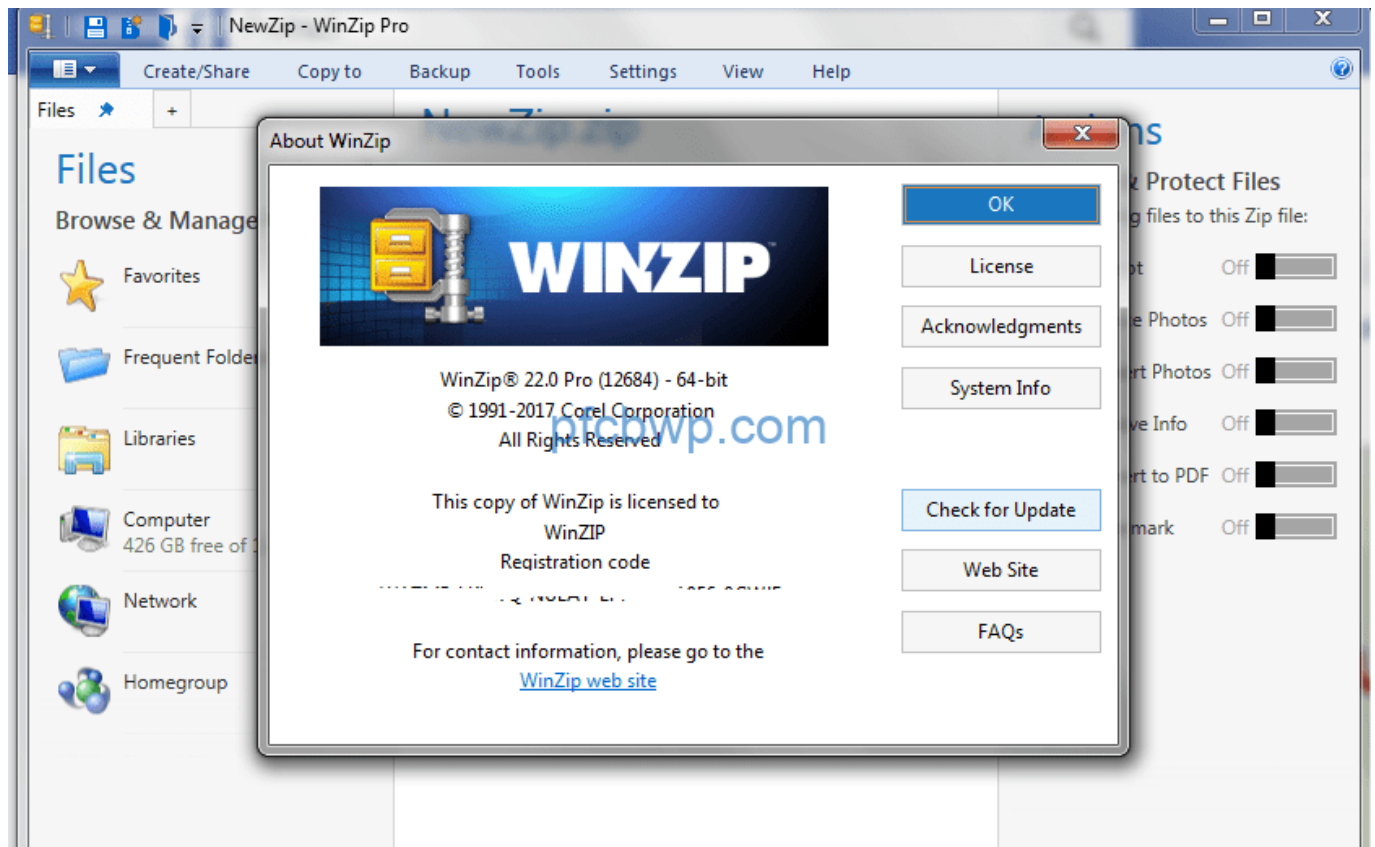 NewZip - WinZip Pro
Create/Share Copy to Backup Tools Settings View Help
Files +
NewZip.zip
About WinZip
Files
Browse & Manage
Favorites
Frequent Folder
Libraries
Computer
426 GB free of
Network
Homegroup
WINZIP™
WinZip® 22.0 Pro (12684) - 64-bit
© 1991-2017 Corel Corporation
All Rights Reserved
pfcbwp.com
This copy of WinZip is licensed to
WinZIP
Registration code
For contact information, please go to the
WinZip web site
OK
License
Acknowledgments
System Info
Check for Update
Web Site
FAQs
Protect Files
files to this Zip file:
Off
Photos Off
Photos Off
Info Off
to PDF Off
Off